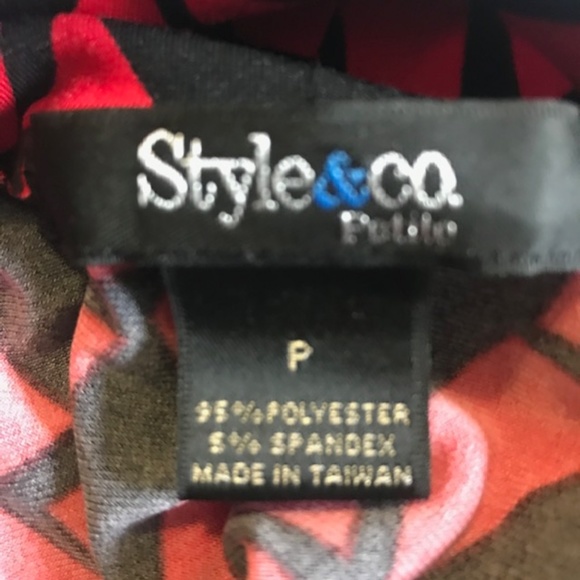 Style&co.
Petite
P
95% POLYESTER
5% SPANDEX
MADE IN TAIWAN